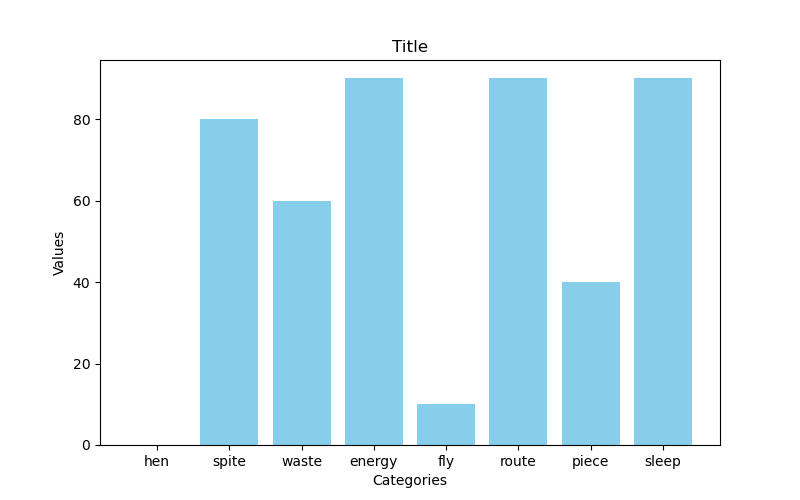 Title
Values
80
60
40
20
0
hen spite waste energy fly route piece sleep
Categories